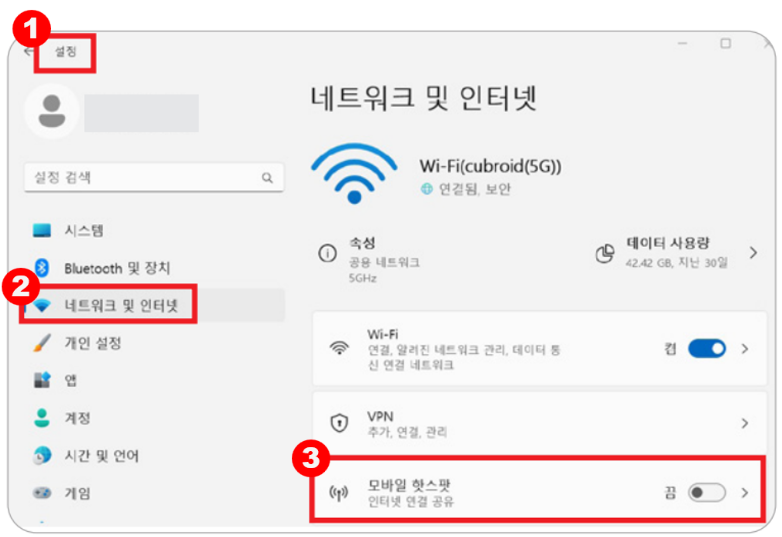 1
설정
네트워크 및 인터넷
Wi-Fi(cubroid(5G))
연결됨, 보안
설정 검색
속성
공용 네트워크
5GHz
데이터 사용량
42.42 GB, 지난 30일
시스템
Bluetooth 및 장치
2
네트워크 및 인터넷
개인 설정
앱
계정
시간 및 언어
게임
Wi-Fi
연결, 알려진 네트워크 관리, 데이터 통
신 연결 네트워크
켬
VPN
추가, 연결, 관리
3
모바일 핫스팟
인터넷 연결 공유
끔